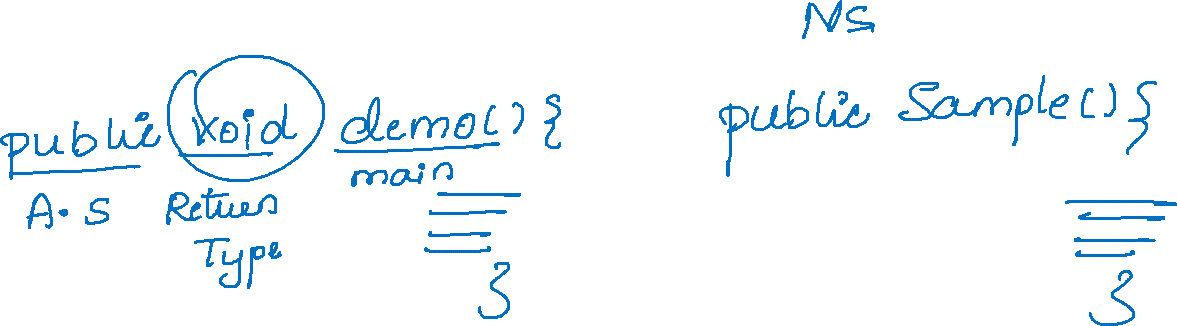 NS
public void demo() {
public Sample() {
main
A.S Return
Type
}
}